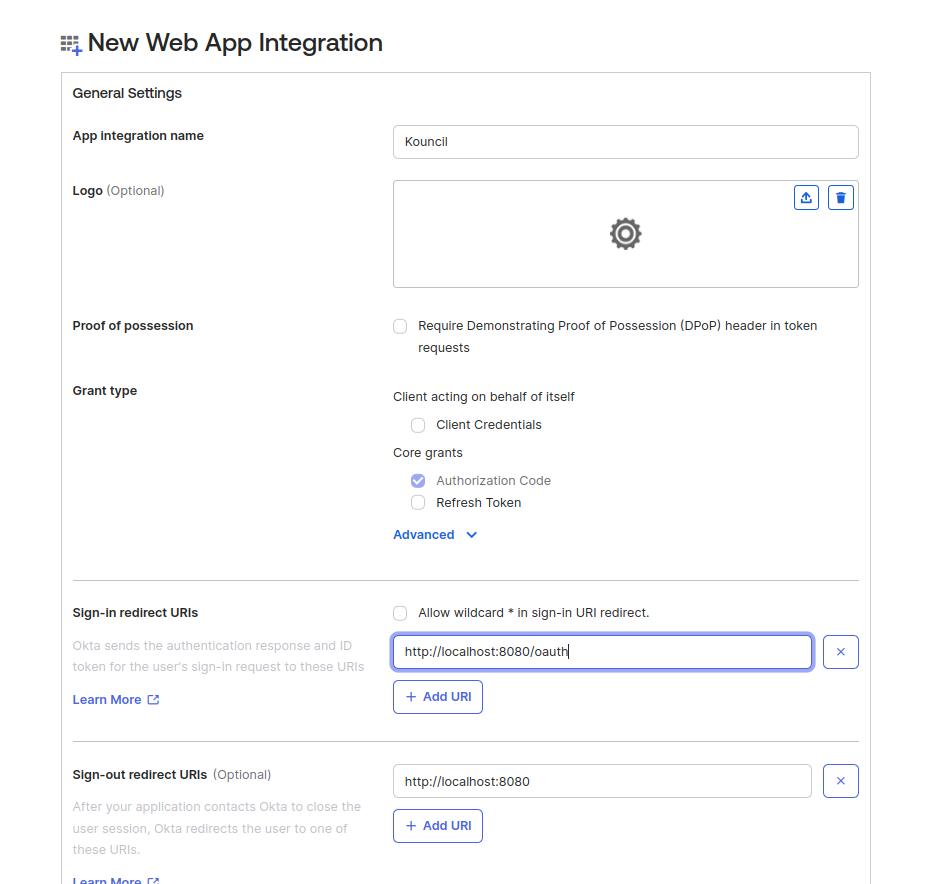 New Web App Integration
General Settings
App integration name
Kouncil
Logo (Optional)
Proof of possession
Require Demonstrating Proof of Possession (DPoP) header in token
requests
Grant type
Client acting on behalf of itself
Client Credentials
Core grants
Authorization Code
Refresh Token
Advanced
Sign-in redirect URIs
Allow wildcard * in sign-in URI redirect.
Okta sends the authentication response and ID
token for the user's sign-in request to these URIs
http://localhost:8080/oauth
Learn More
+ Add URI
Sign-out redirect URIs (Optional)
http://localhost:8080
After your application contacts Okta to close the
user session, Okta redirects the user to one of
these URIs.
+ Add URI
Learn More